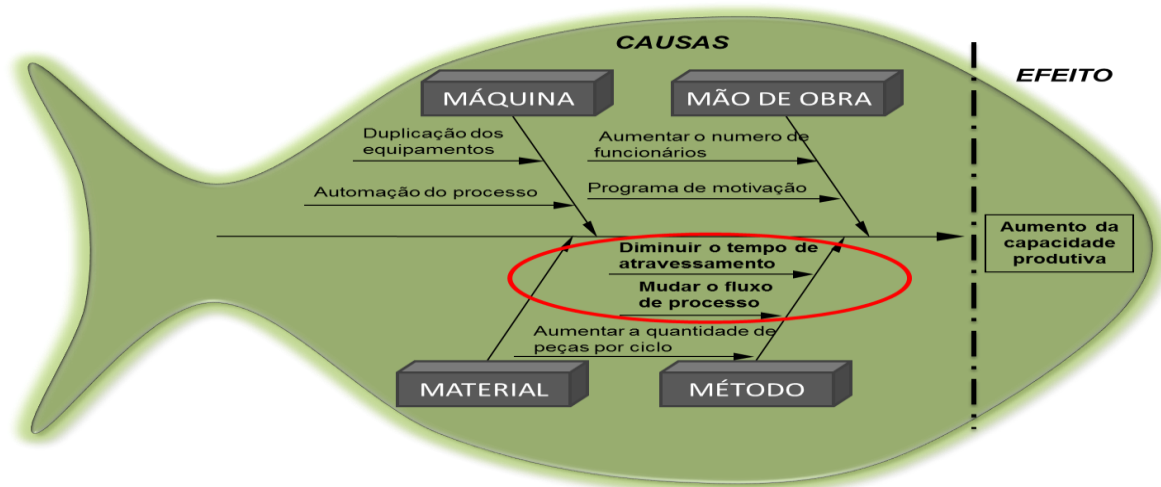 CAUSAS
EFEITO
MÁQUINA
MÃO DE OBRA
Duplicação dos
equipamentos
Automação do processo
Aumentar o numero de
funcionários
Programa de motivação
Diminuir o tempo de
atravessamento
Mudar o fluxo
de processo
Aumentar a quantidade de
peças por ciclo
MATERIAL
MÉTODO
Aumento da
capacidade
produtiva